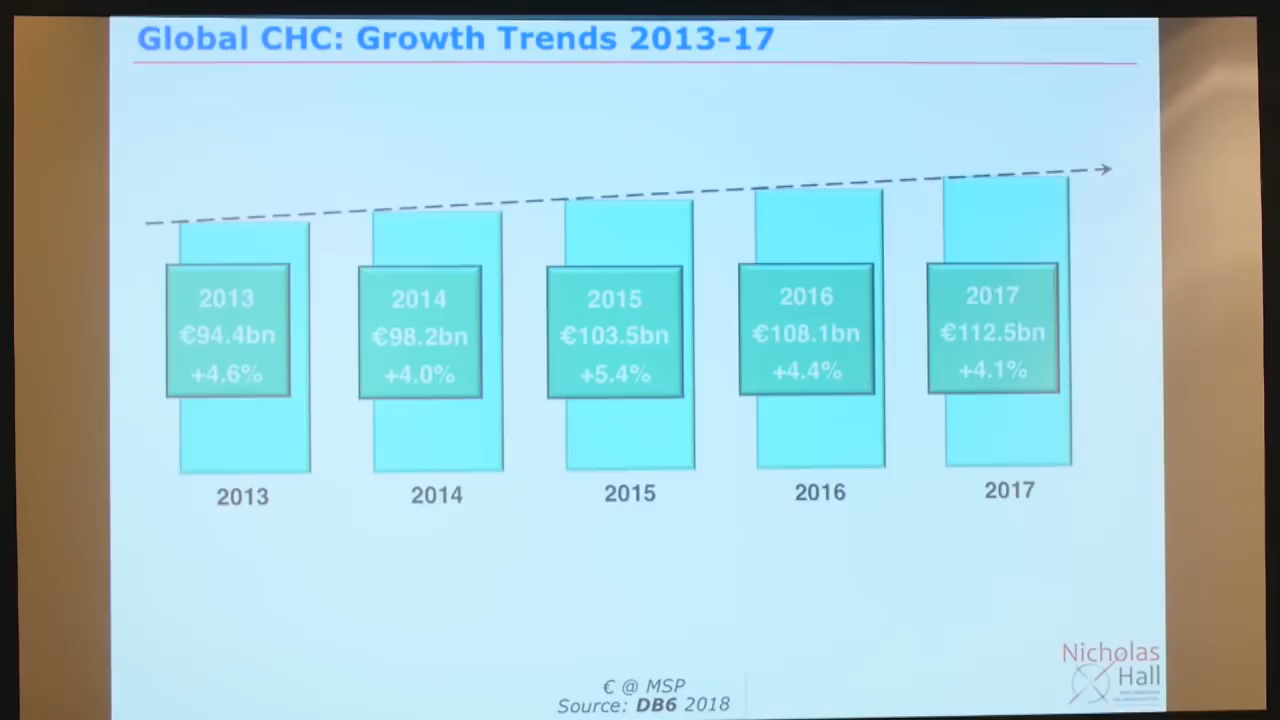 Global CHC: Growth Trends 2013-17
2013
€94.4bn
+4.6%
2014
€98.2bn
+4.0%
2015
€103.5bn
+5.4%
2016
€108.1bn
+4.4%
2017
€112.5bn
+4.1%
2013
2014
2015
2016
2017
€ @ MSP
Source: DB6 2018
Nicholas
Hall